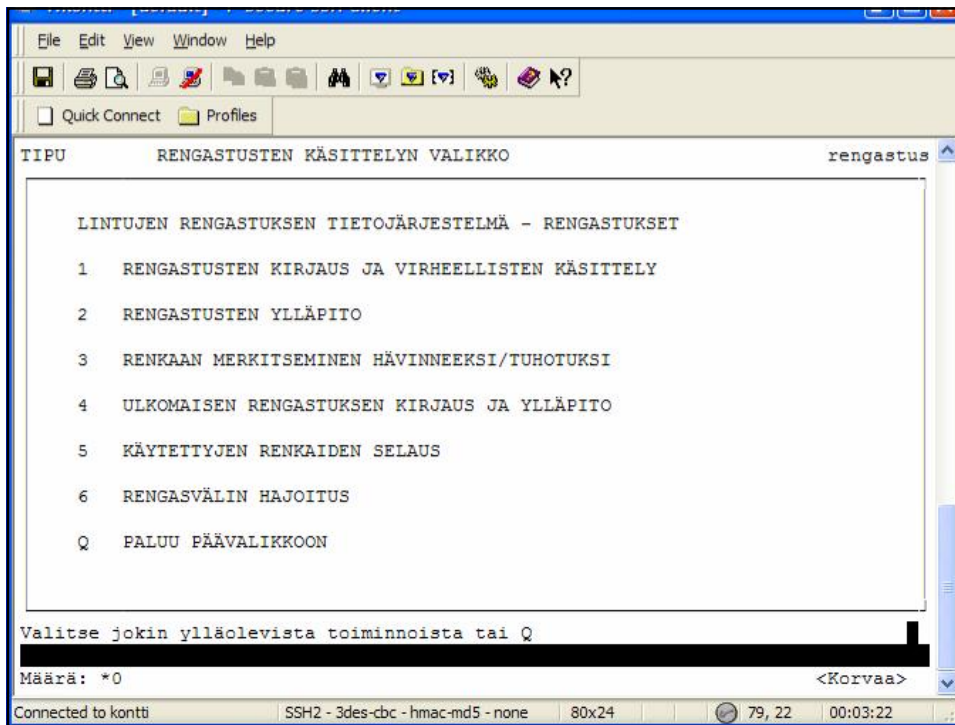 File Edit View Window Help
Quick Connect Profiles
TIPU RENGASTUSTEN KÄSITTELYN VALIKKO rengastus
LINTUJEN RENGASTUKSEN TIETOJÄRJESTELMÄ - RENGASTUKSET
1 RENGASTUSTEN KIRJAUS JA VIRHEELLISTEN KÄSITTELY
2 RENGASTUSTEN YLLÄPITO
3 RENKAAN MERKITSEMINEN HÄVINNEEKSI/TUHOTUKSI
4 ULKOMAISEN RENGASTUKSEN KIRJAUS JA YLLÄPITO
5 KÄYTETTYJEN RENKAIDEN SELAUS
6 RENGASVÄLIN HAJOITUS
Q PALUU PÄÄVALIKKOON
Valitse jokin ylläolevista toiminnoista tai Q
Määrä: *0 <Korvaa>
Connected to kontti SSH2 - 3des-cbc - hmac-md5 - none 80x24 79, 22 00:03:22